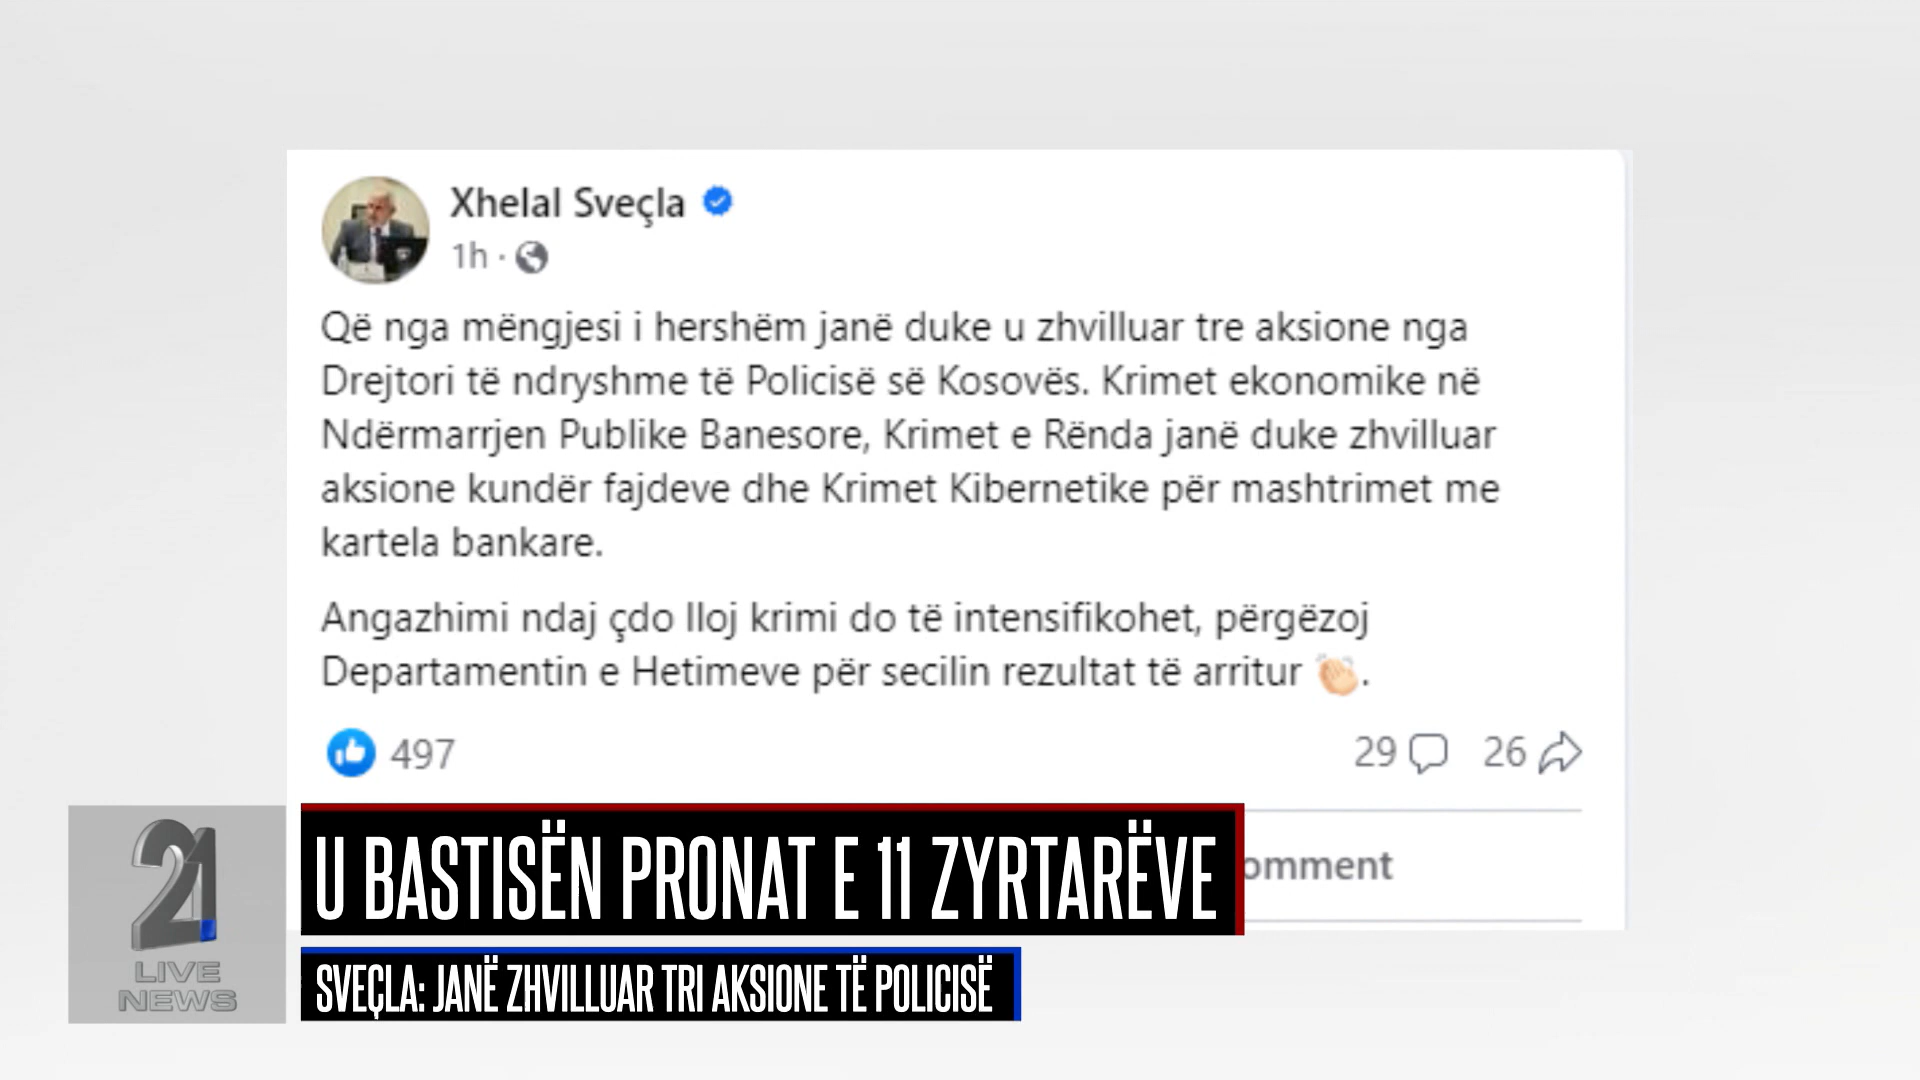 Xhelal Sveçla
1h ·
Që nga mëngjesi i hershëm janë duke u zhvilluar tre aksione nga
Drejtori të ndryshme të Policisë së Kosovës. Krimet ekonomike në
Ndërmarrjen Publike Banesore, Krimet e Rënda janë duke zhvilluar
aksione kundër fajdeve dhe Krimet Kibernetike për mashtrimet me
kartela bankare.
Angazhimi ndaj çdo lloj krimi do të intensifikohet, përgëzoj
Departamentin e Hetimeve për secilin rezultat të arritur 👏🏻.
497
29 26
omment
U BASTISËN PRONAT E 11 ZYRTARËVE
SVEÇLA: JANË ZHVILLUAR TRI AKSIONE TË POLICISË
21
LIVE
NEWS